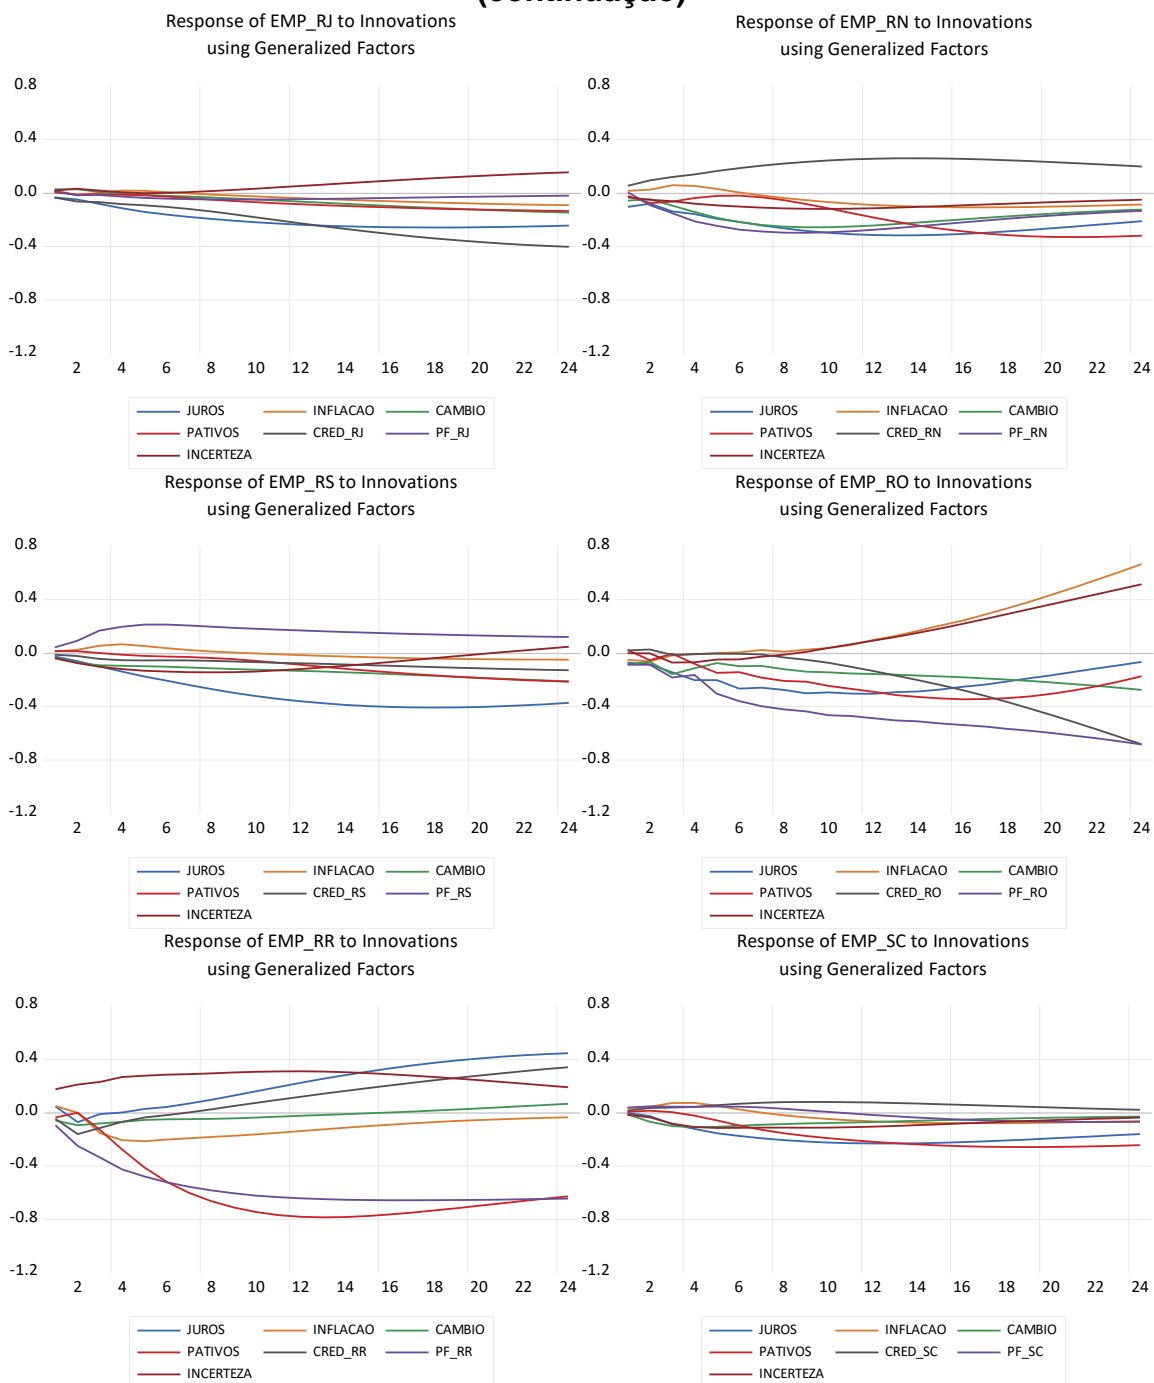 (continuação)
Response of EMP_RJ to Innovations
using Generalized Factors
0.8
0.4
0.0
-0.4
-0.8
-1.2
2 4 6 8 10 12 14 16 18 20 22 24
JUROS INFLACAO CAMBIO
PATIVOS CRED_RJ PF_RJ
INCERTEZA
Response of EMP_RN to Innovations
using Generalized Factors
0.8
0.4
0.0
-0.4
-0.8
-1.2
2 4 6 8 10 12 14 16 18 20 22 24
JUROS INFLACAO CAMBIO
PATIVOS CRED_RN PF_RN
INCERTEZA
Response of EMP_RS to Innovations
using Generalized Factors
0.8
0.4
0.0
-0.4
-0.8
-1.2
2 4 6 8 10 12 14 16 18 20 22 24
JUROS INFLACAO CAMBIO
PATIVOS CRED_RS PF_RS
INCERTEZA
Response of EMP_RO to Innovations
using Generalized Factors
0.8
0.4
0.0
-0.4
-0.8
-1.2
2 4 6 8 10 12 14 16 18 20 22 24
JUROS INFLACAO CAMBIO
PATIVOS CRED_RO PF_RO
INCERTEZA
Response of EMP_RR to Innovations
using Generalized Factors
0.8
0.4
0.0
-0.4
-0.8
-1.2
2 4 6 8 10 12 14 16 18 20 22 24
JUROS INFLACAO CAMBIO
PATIVOS CRED_RR PF_RR
INCERTEZA
Response of EMP_SC to Innovations
using Generalized Factors
0.8
0.4
0.0
-0.4
-0.8
-1.2
2 4 6 8 10 12 14 16 18 20 22 24
JUROS INFLACAO CAMBIO
PATIVOS CRED_SC PF_SC
INCERTEZA